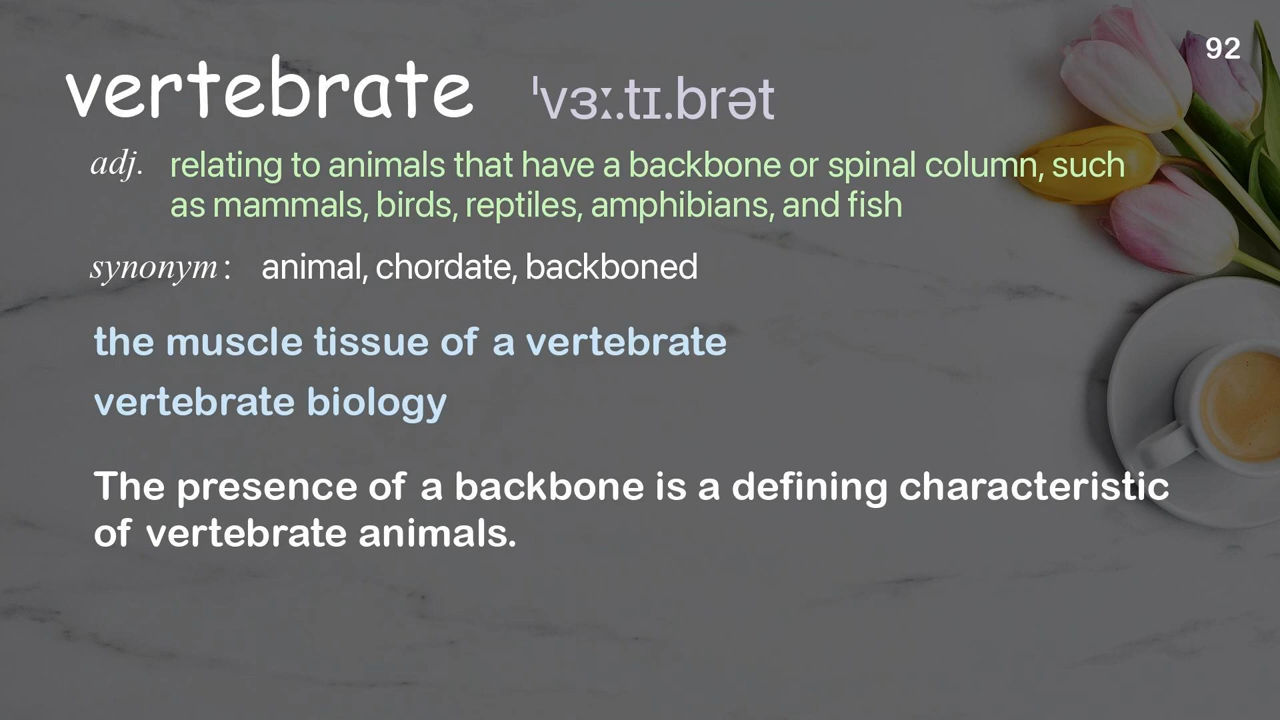 92
vertebrate ˈvɜː.tɪ.brət
adj. relating to animals that have a backbone or spinal column, such
as mammals, birds, reptiles, amphibians, and fish
synonym: animal, chordate, backboned
the muscle tissue of a vertebrate
vertebrate biology
The presence of a backbone is a defining characteristic
of vertebrate animals.